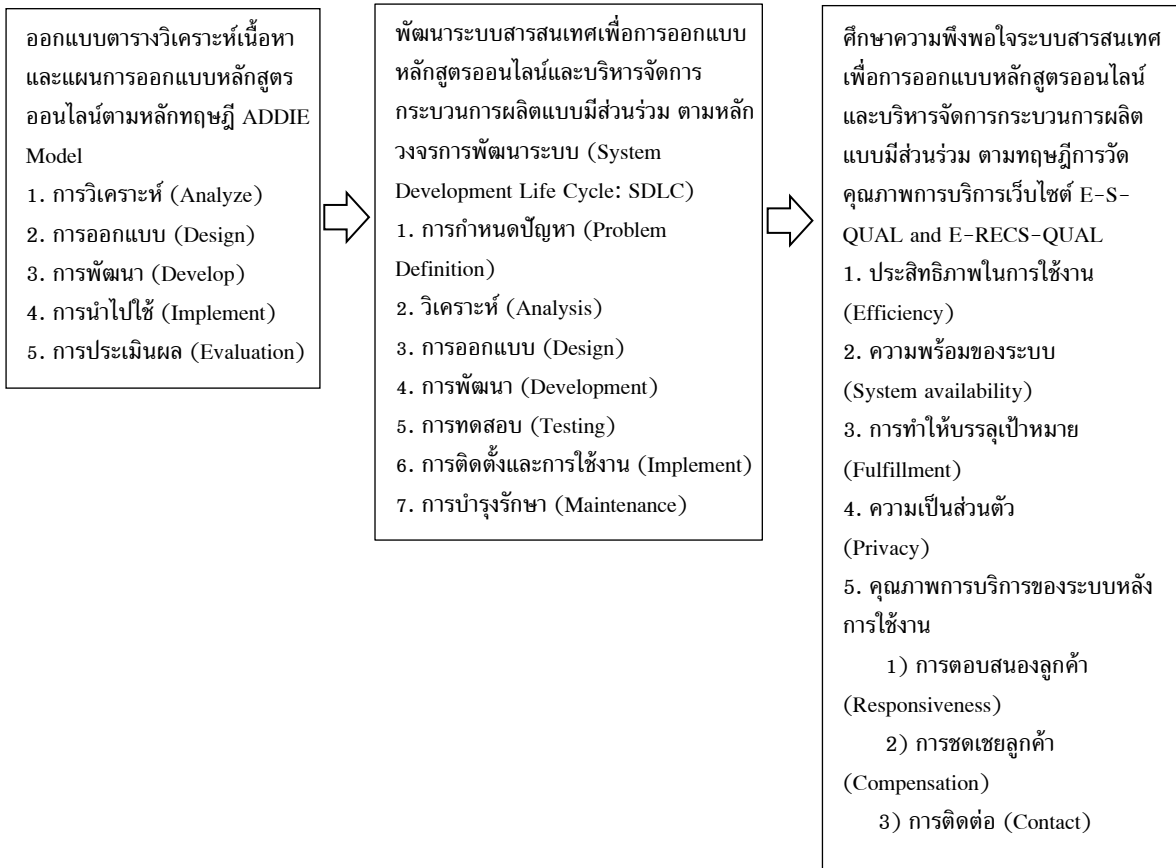 ออกแบบตารางวิเคราะห์เนื้อหา
และแผนการออกแบบหลักสูตร
ออนไลน์ตามหลักทฤษฎี ADDIE
Model
1. การวิเคราะห์ (Analyze)
2. การออกแบบ (Design)
3. การพัฒนา (Develop)
4. การนำไปใช้ (Implement)
5. การประเมินผล (Evaluation)
พัฒนาระบบสารสนเทศเพื่อการออกแบบ
หลักสูตรออนไลน์และบริหารจัดการ
กระบวนการผลิตแบบมีส่วนร่วม ตามหลัก
วงจรการพัฒนาระบบ (System
Development Life Cycle: SDLC)
1. การกำหนดปัญหา (Problem
Definition)
2. วิเคราะห์ (Analysis)
3. การออกแบบ (Design)
4. การพัฒนา (Development)
5. การทดสอบ (Testing)
6. การติดตั้งและการใช้งาน (Implement)
7. การบำรุงรักษา (Maintenance)
ศึกษาความพึงพอใจระบบสารสนเทศ
เพื่อการออกแบบหลักสูตรออนไลน์
และบริหารจัดการกระบวนการผลิต
แบบมีส่วนร่วม ตามทฤษฎีการวัด
คุณภาพการบริการเว็บไซต์ E-S-
QUAL and E-RECS-QUAL
1. ประสิทธิภาพในการใช้งาน
(Efficiency)
2. ความพร้อมของระบบ
(System availability)
3. การทำให้บรรลุเป้าหมาย
(Fulfillment)
4. ความเป็นส่วนตัว
(Privacy)
5. คุณภาพการบริการของระบบหลัง
การใช้งาน
1) การตอบสนองลูกค้า
(Responsiveness)
2) การชดเชยลูกค้า
(Compensation)
3) การติดต่อ (Contact)